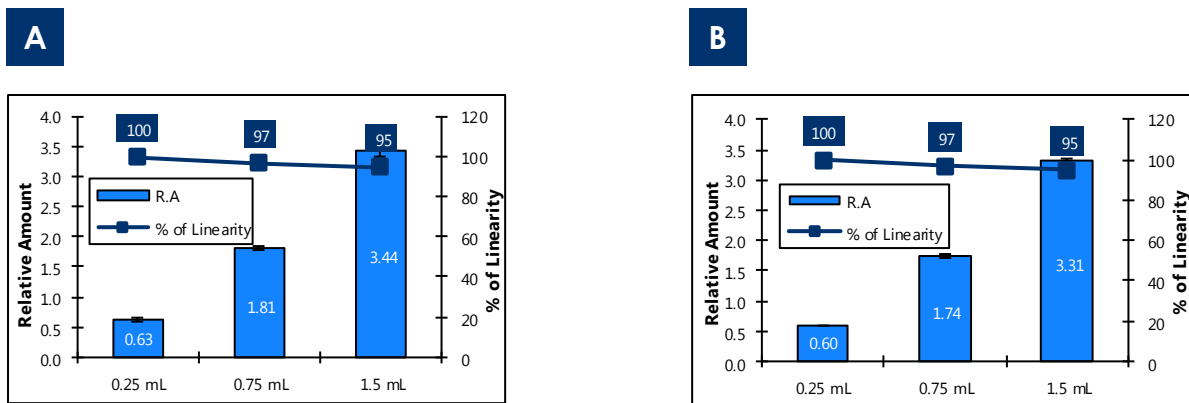 A
B
4.0
3.5
3.0
2.5
2.0
1.5
1.0
0.5
0.0
Relative Amount
100
97
95
R.A
% of Linearity
0.63
1.81
3.44
0.25 mL
0.75 mL
1.5 mL
120
100
80
60
40
20
0
% of Linearity
4.0
3.5
3.0
2.5
2.0
1.5
1.0
0.5
0.0
Relative Amount
100
97
95
R.A
% of Linearity
0.60
1.74
3.31
0.25 mL
0.75 mL
1.5 mL
120
100
80
60
40
20
0
% of Linearity